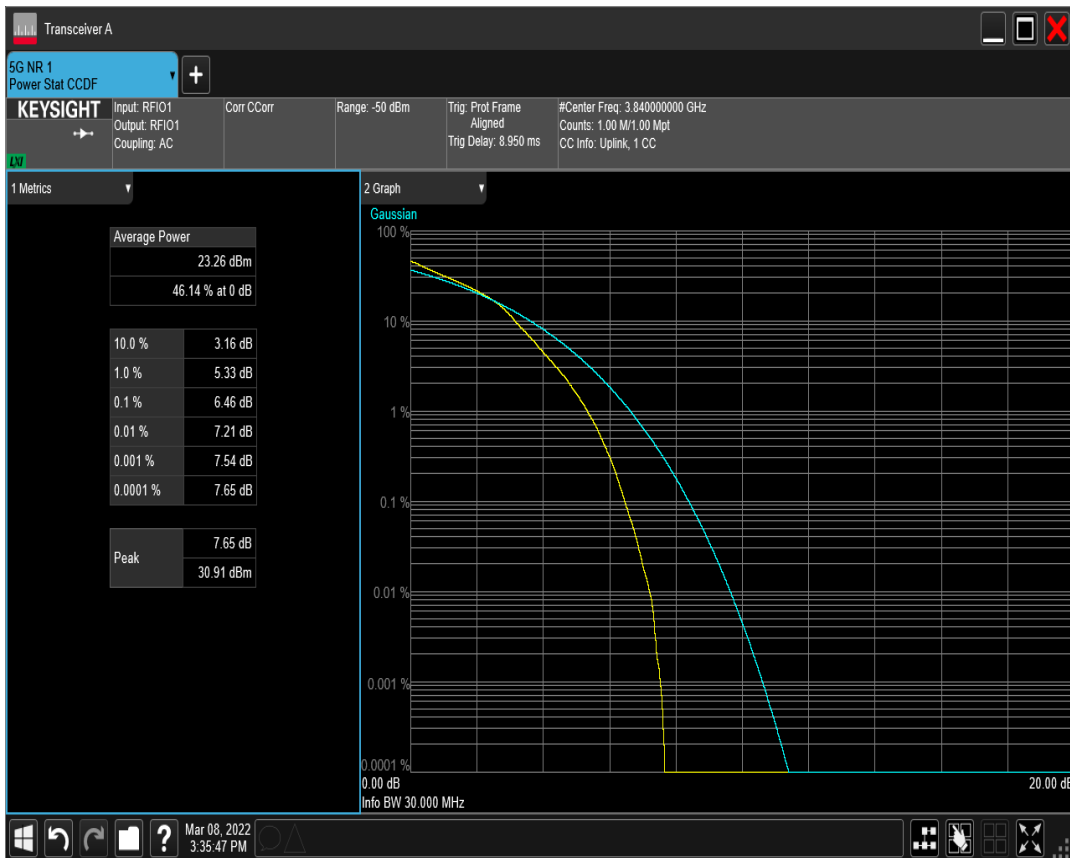 Transceiver A
5G NR 1
Power Stat CCDF
+
KEYSIGHT
LXI
Input: RFIO1
Output: RFIO1
Coupling: AC
Corr CCorr
Range: -50 dBm
Trig: Prot Frame
Aligned
Trig Delay: 8.950 ms
#Center Freq: 3.840000000 GHz
Counts: 1.00 M/1.00 Mpt
CC Info: Uplink, 1 CC
1 Metrics
Average Power
23.26 dBm
46.14 % at 0 dB
10.0 % 3.16 dB
1.0 % 5.33 dB
0.1 % 6.46 dB
0.01 % 7.21 dB
0.001 % 7.54 dB
0.0001 % 7.65 dB
Peak
7.65 dB
30.91 dBm
2 Graph
Gaussian
100 %
10 %
1 %
0.1 %
0.01 %
0.001 %
0.0001 %
0.00 dB 20.00 dB
Info BW 30.000 MHz
?
Mar 08, 2022
3:35:47 PM